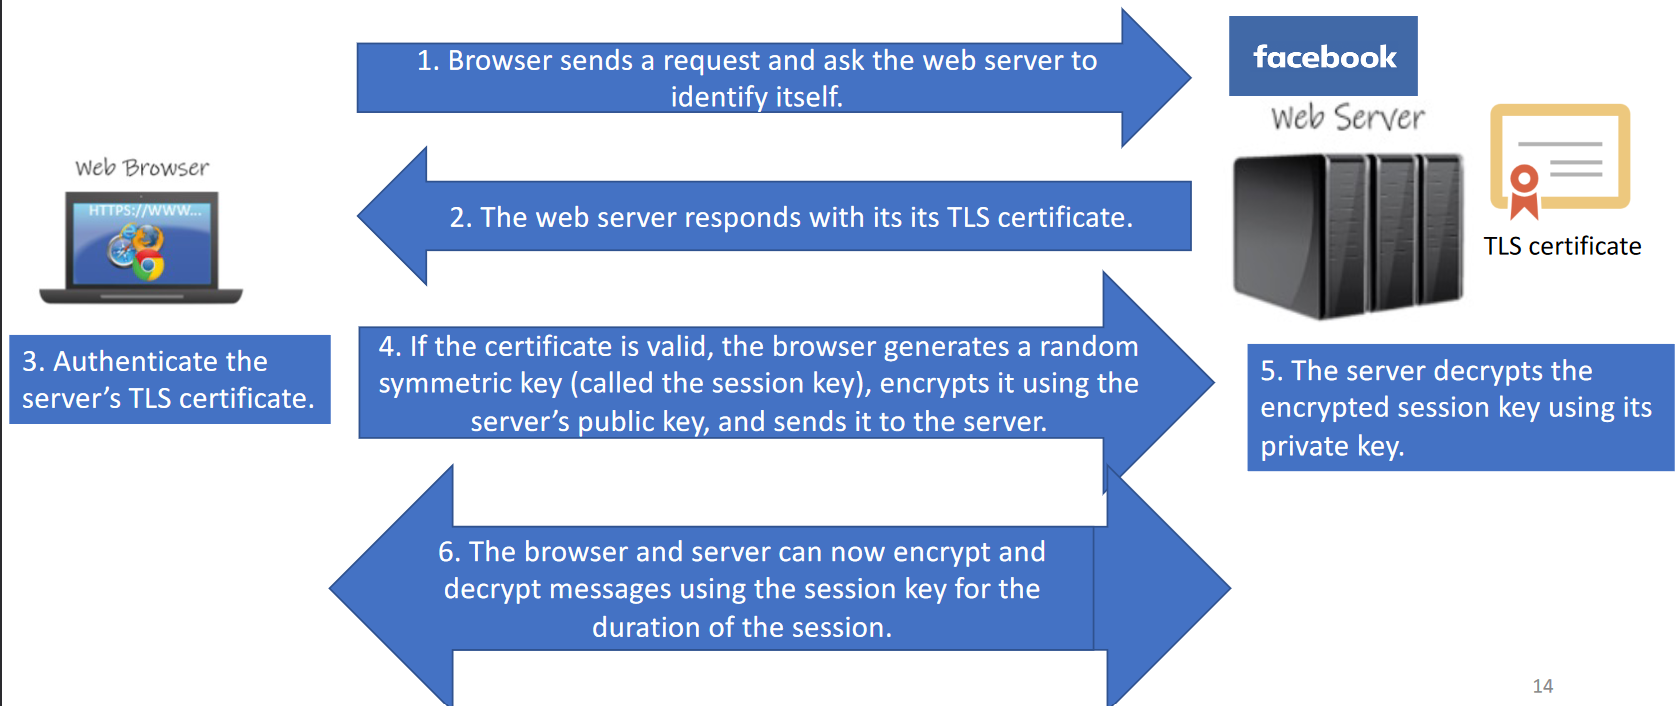 1. Browser sends a request and ask the web server to
identify itself.
facebook
Web Server
TLS certificate
Web Browser
HTTPS://WWW...
2. The web server responds with its its TLS certificate.
3. Authenticate the
server’s TLS certificate.
4. If the certificate is valid, the browser generates a random
symmetric key (called the session key), encrypts it using the
server’s public key, and sends it to the server.
5. The server decrypts the
encrypted session key using its
private key.
6. The browser and server can now encrypt and
decrypt messages using the session key for the
duration of the session.
14